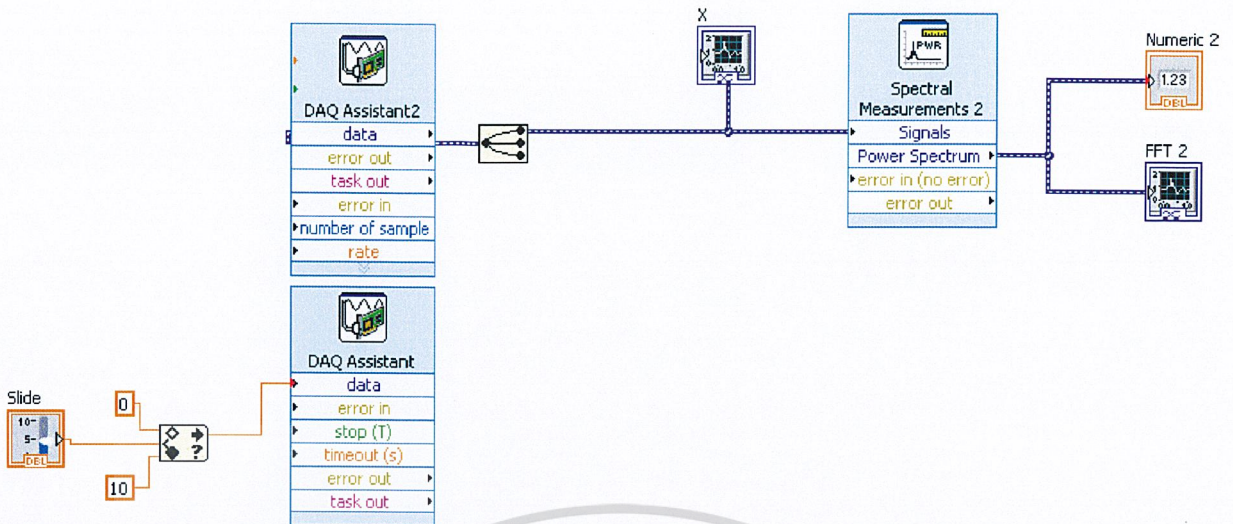 X
PWR
Numeric 2
1.23
DBL
DAQ Assistant2
data
error out
task out
error in
number of sample
rate
Spectral
Measurements 2
Signals
Power Spectrum
error in (no error)
error out
FFT 2
DAQ Assistant
data
error in
stop (T)
timeout (s)
error out
task out
Slide
10-
5-
DBL
0
?
10